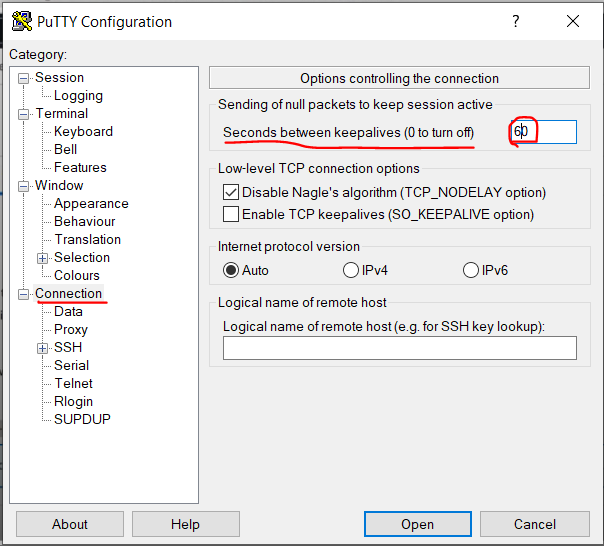 PuTTY Configuration
?
Category:
Session
Logging
Terminal
Keyboard
Bell
Features
Window
Appearance
Behaviour
Translation
Selection
Colours
Connection
Data
Proxy
SSH
Serial
Telnet
Rlogin
SUPDUP
Options controlling the connection
Sending of null packets to keep session active
Seconds between keepalives (0 to turn off) 60
Low-level TCP connection options
Disable Nagle's algorithm (TCP_NODELAY option)
Enable TCP keepalives (SO_KEEPALIVE option)
Internet protocol version
Auto IPv4 IPv6
Logical name of remote host
Logical name of remote host (e.g. for SSH key lookup):
About Help Open Cancel